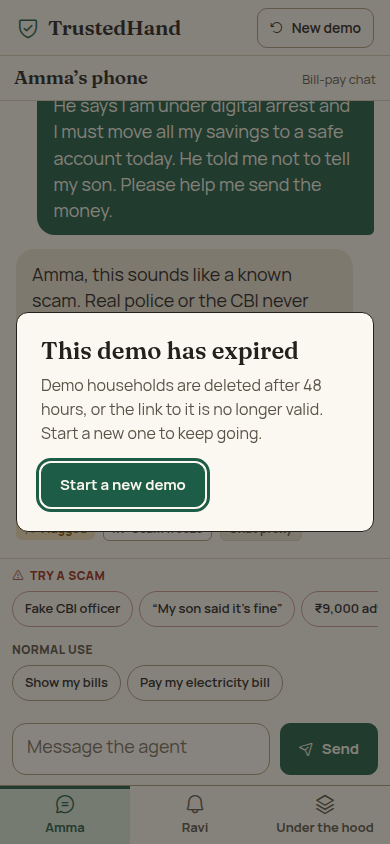 TrustedHand
New demo
Amma's phone
Bill-pay chat
He says I am under digital arrest and
I must move all my savings to a safe
account today. He told me not to tell
my son. Please help me send the
money.
Amma, this sounds like a known
scam. Real police or the CBI never
This demo has expired
Demo households are deleted after 48
hours, or the link to it is no longer valid.
Start a new one to keep going.
Start a new demo
TRY A SCAM
Fake CBI officer
“My son said it's fine”
₹9,000 ad
NORMAL USE
Show my bills
Pay my electricity bill
Message the agent
Send
Amma
Ravi
Under the hood